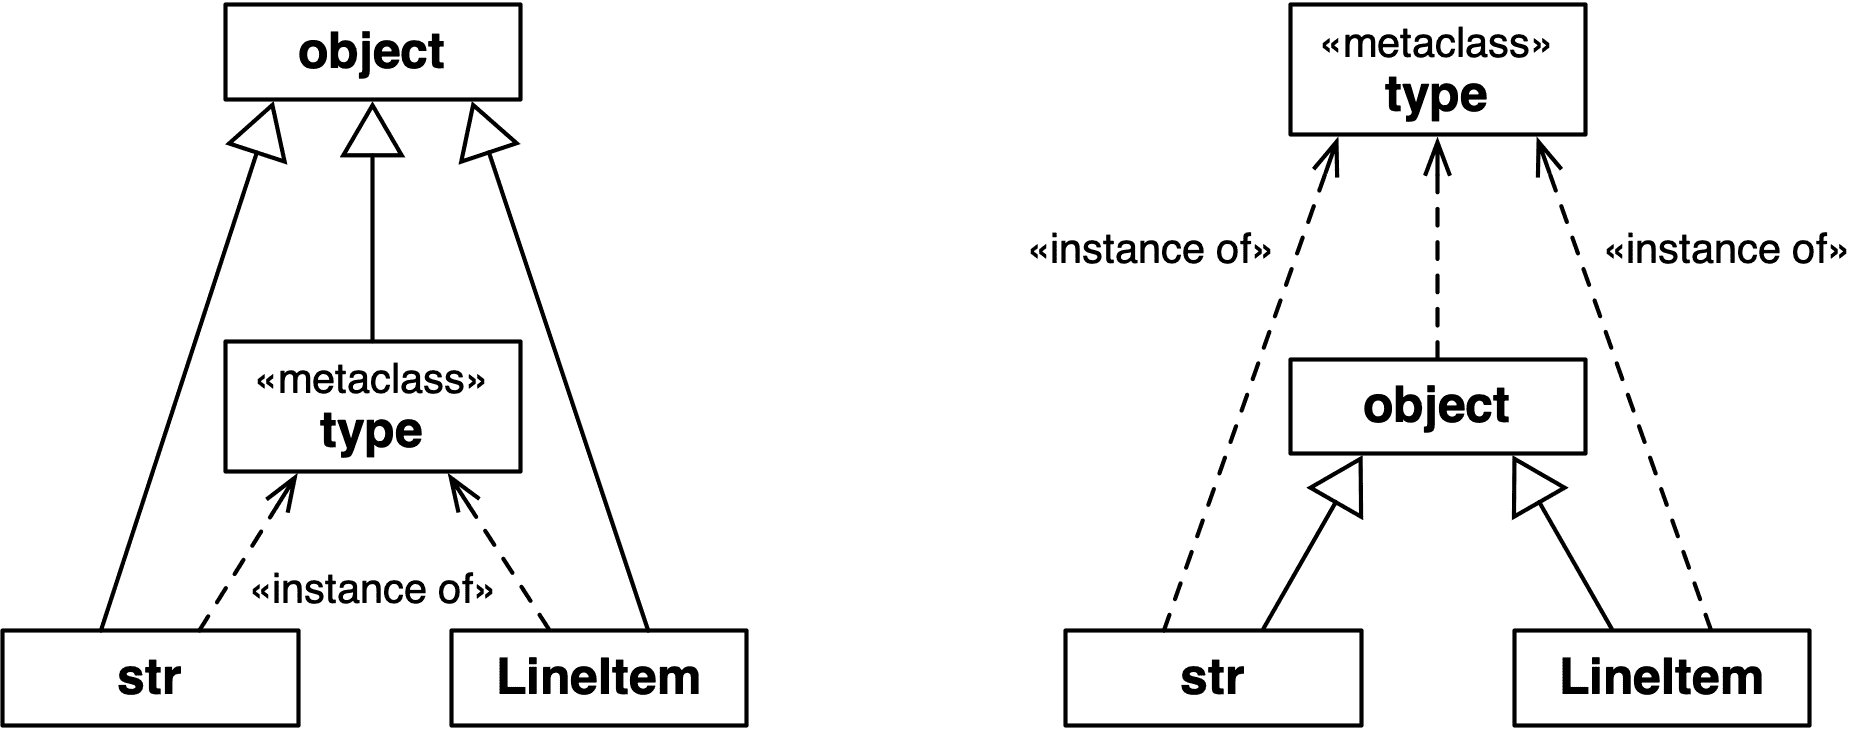 object
«metaclass»
type
«instance of»
str
LineItem
«metaclass»
type
«instance of»
«instance of»
object
str
LineItem